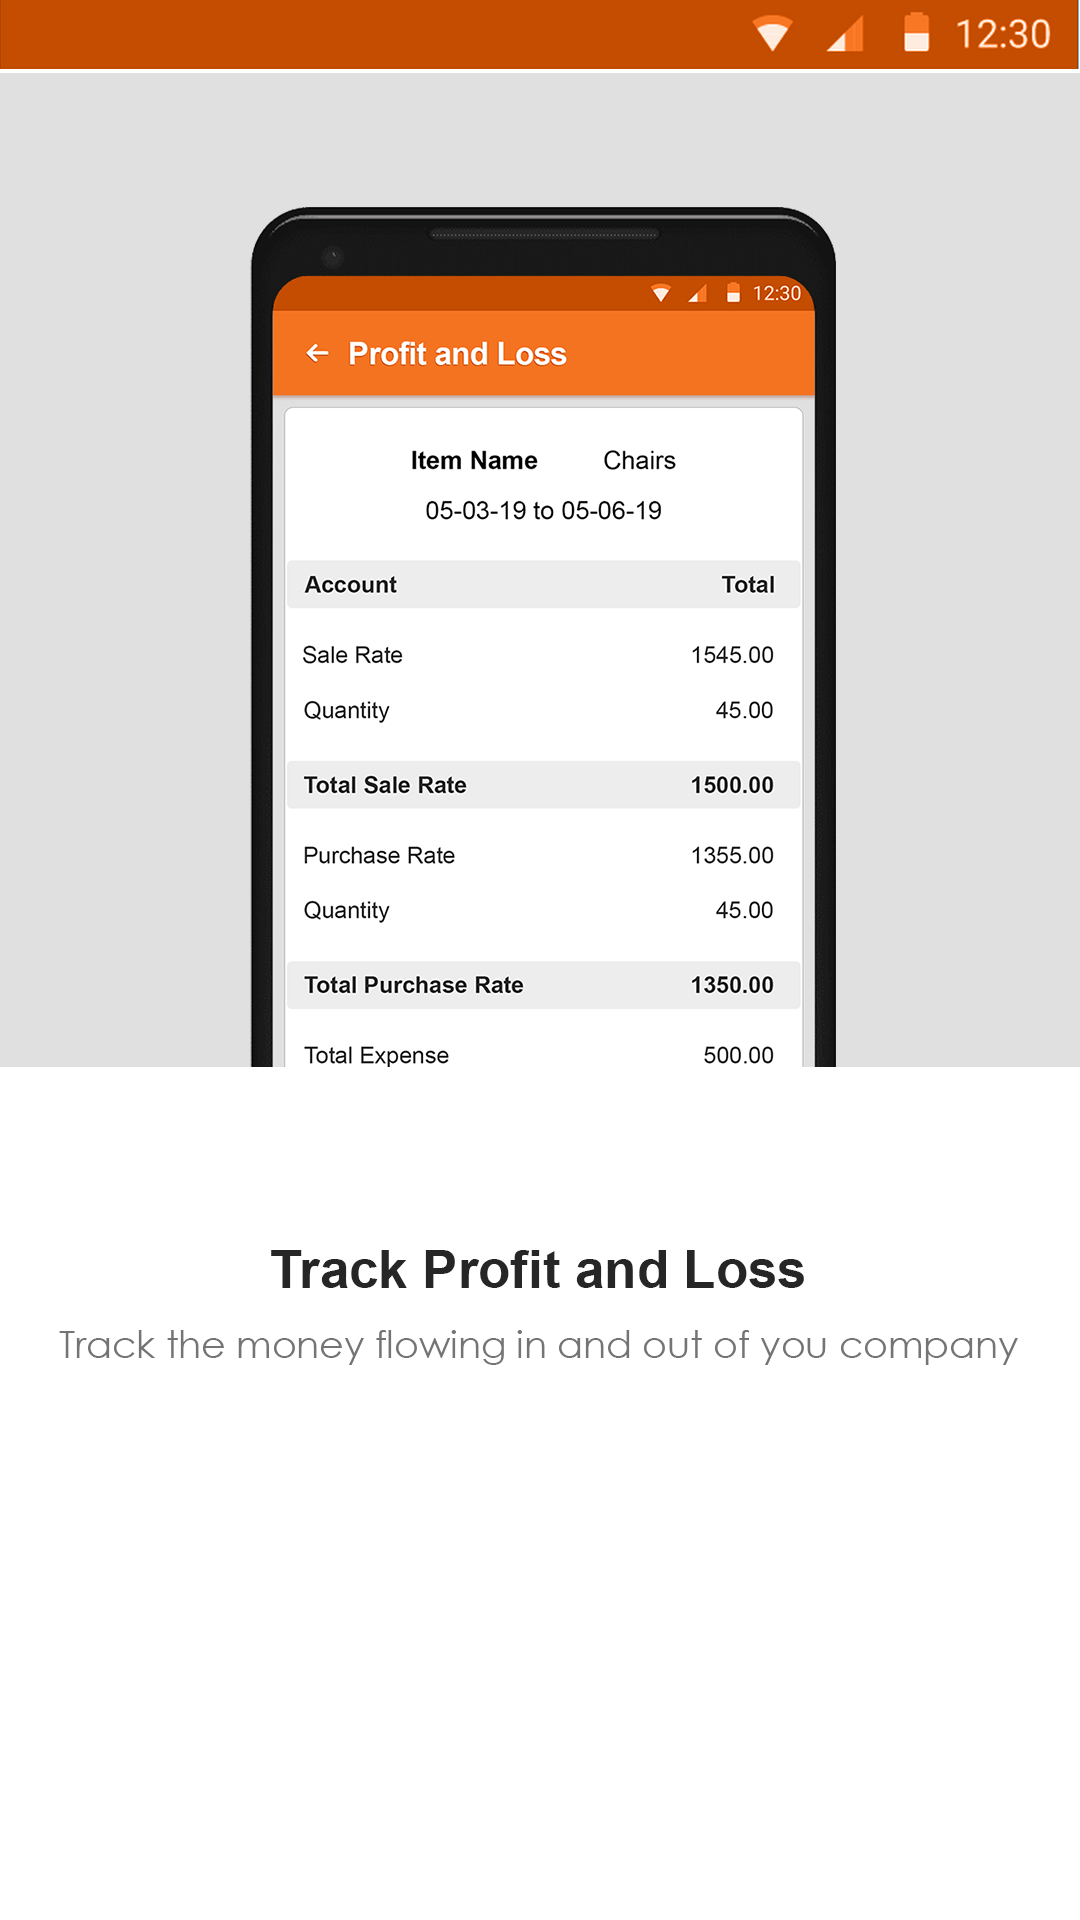 12:30
12:30
Profit and Loss
Item Name Chairs
05-03-19 to 05-06-19
Account Total
Sale Rate 1545.00
Quantity 45.00
Total Sale Rate 1500.00
Purchase Rate 1355.00
Quantity 45.00
Total Purchase Rate 1350.00
Total Expense 500.00
Track Profit and Loss
Track the money flowing in and out of you company